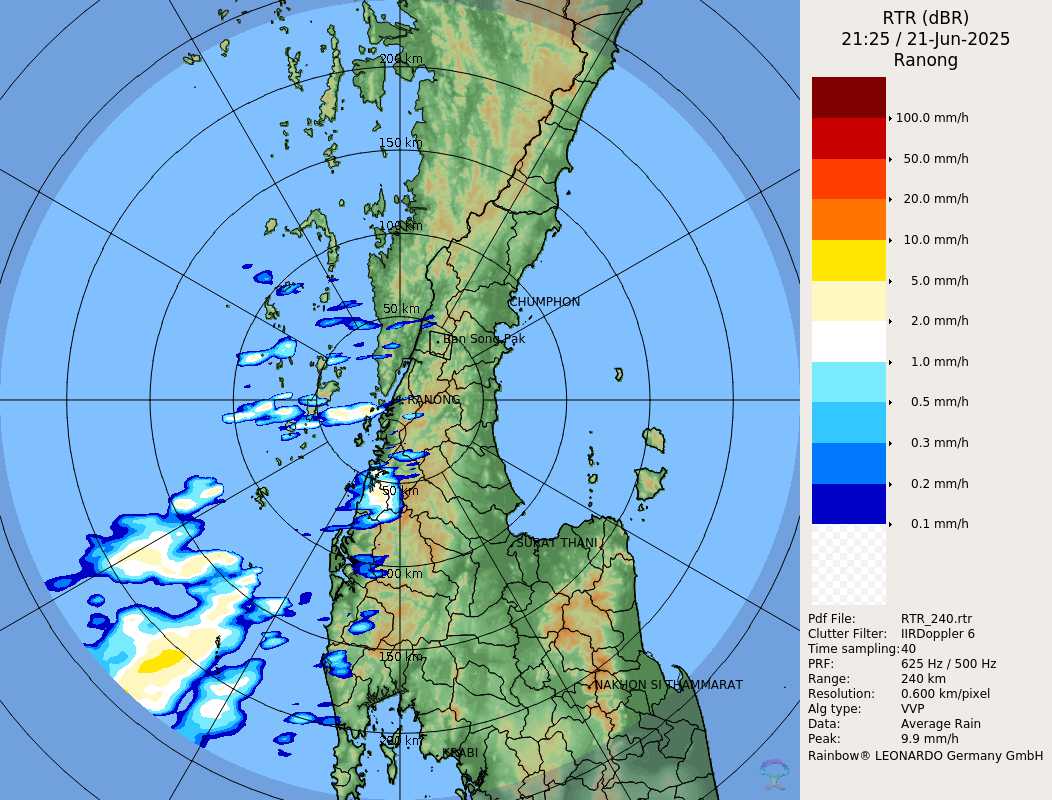 RTR (dBR)
21:25 / 21-Jun-2025
Ranong
100.0 mm/h
50.0 mm/h
20.0 mm/h
10.0 mm/h
5.0 mm/h
2.0 mm/h
1.0 mm/h
0.5 mm/h
0.3 mm/h
0.2 mm/h
0.1 mm/h
Pdf File: RTR_240.rtr
Clutter Filter: IIRDoppler 6
Time sampling:40
PRF: 625 Hz / 500 Hz
Range: 240 km
Resolution: 0.600 km/pixel
Alg type: VVP
Data: Average Rain
Peak: 9.9 mm/h
Rainbow® LEONARDO Germany GmbH
200 km
150 km
100 km
CHUMPHON
50 km
Ban Song Pak
RANONG
50 km
SURAT THANI
100 km
150 km
NAKHON SI THAMMARAT
200 km
KRABI